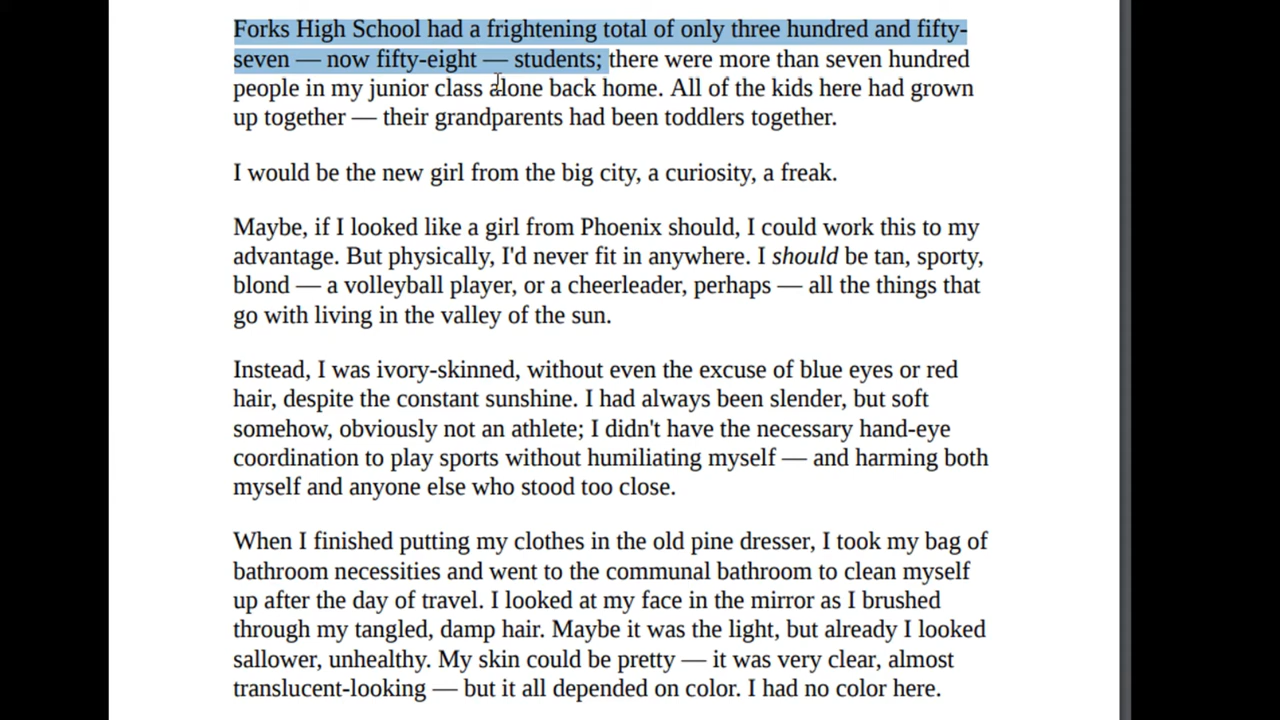 Forks High School had a frightening total of only three hundred and fifty-
seven — now fifty-eight — students; there were more than seven hundred
people in my junior class alone back home. All of the kids here had grown
up together — their grandparents had been toddlers together.
I would be the new girl from the big city, a curiosity, a freak.
Maybe, if I looked like a girl from Phoenix should, I could work this to my
advantage. But physically, I'd never fit in anywhere. I should be tan, sporty,
blond — a volleyball player, or a cheerleader, perhaps — all the things that
go with living in the valley of the sun.
Instead, I was ivory-skinned, without even the excuse of blue eyes or red
hair, despite the constant sunshine. I had always been slender, but soft
somehow, obviously not an athlete; I didn't have the necessary hand-eye
coordination to play sports without humiliating myself — and harming both
myself and anyone else who stood too close.
When I finished putting my clothes in the old pine dresser, I took my bag of
bathroom necessities and went to the communal bathroom to clean myself
up after the day of travel. I looked at my face in the mirror as I brushed
through my tangled, damp hair. Maybe it was the light, but already I looked
sallower, unhealthy. My skin could be pretty — it was very clear, almost
translucent-looking — but it all depended on color. I had no color here.